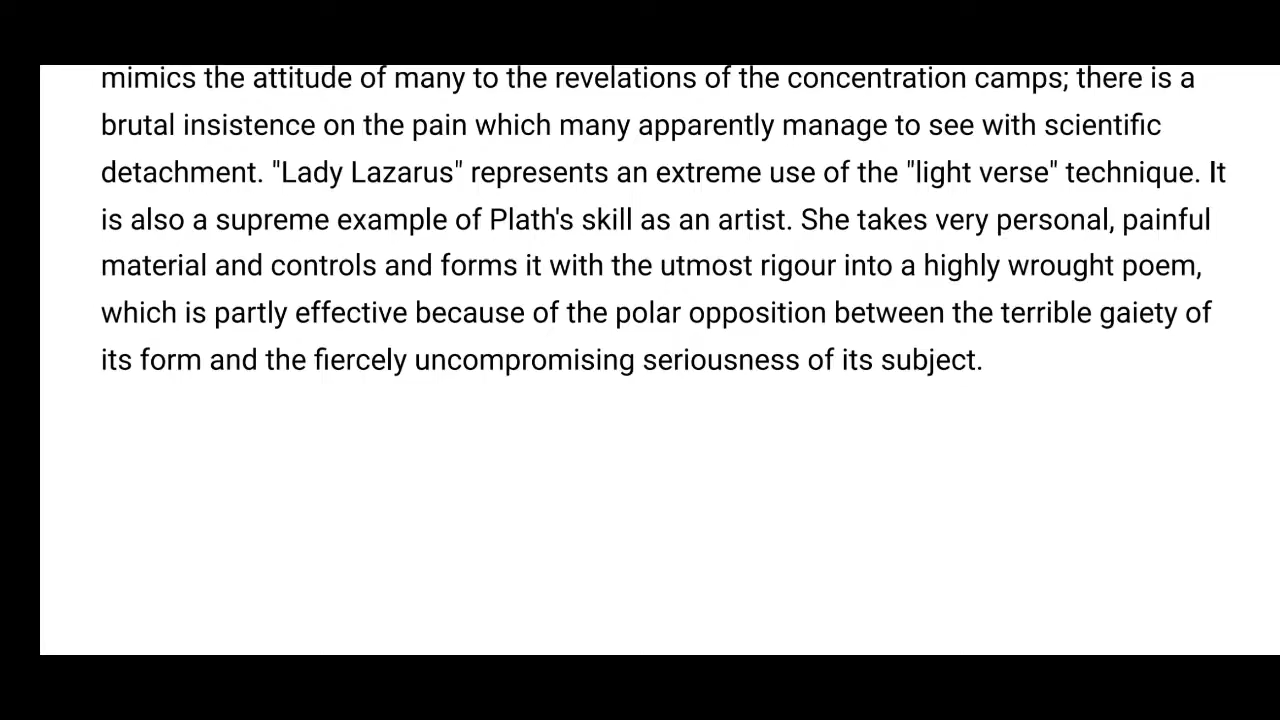 mimics the attitude of many to the revelations of the concentration camps; there is a
brutal insistence on the pain which many apparently manage to see with scientific
detachment. "Lady Lazarus" represents an extreme use of the "light verse" technique. It
is also a supreme example of Plath's skill as an artist. She takes very personal, painful
material and controls and forms it with the utmost rigour into a highly wrought poem,
which is partly effective because of the polar opposition between the terrible gaiety of
its form and the fiercely uncompromising seriousness of its subject.